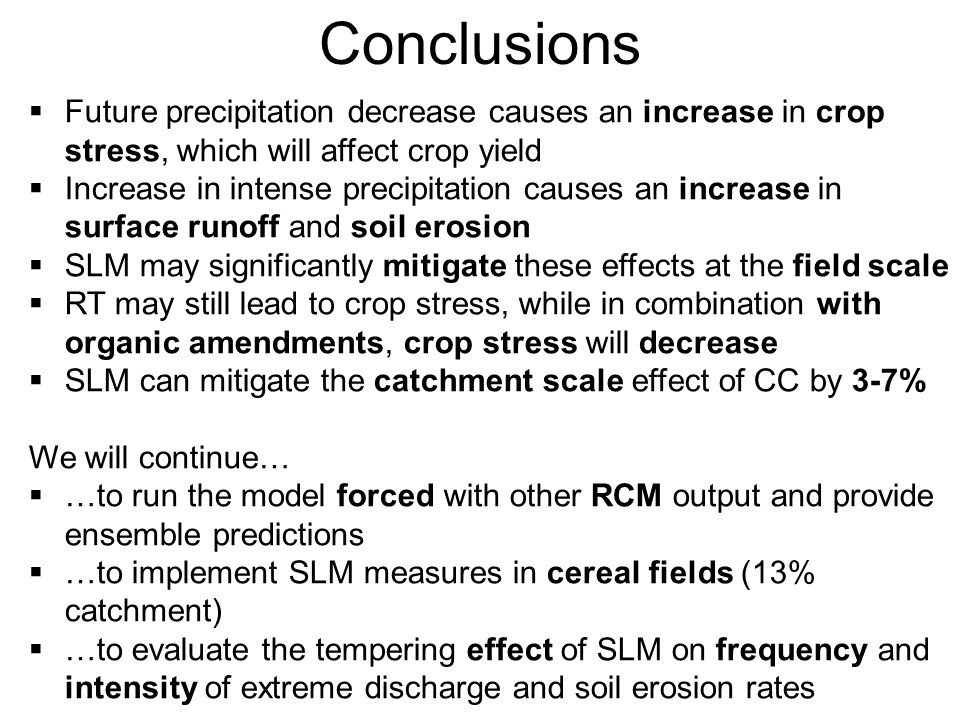 Conclusions
▪ Future precipitation decrease causes an increase in crop
stress, which will affect crop yield
▪ Increase in intense precipitation causes an increase in
surface runoff and soil erosion
▪ SLM may significantly mitigate these effects at the field scale
▪ RT may still lead to crop stress, while in combination with
organic amendments, crop stress will decrease
▪ SLM can mitigate the catchment scale effect of CC by 3-7%
We will continue…
▪ …to run the model forced with other RCM output and provide
ensemble predictions
▪ …to implement SLM measures in cereal fields (13%
catchment)
▪ …to evaluate the tempering effect of SLM on frequency and
intensity of extreme discharge and soil erosion rates